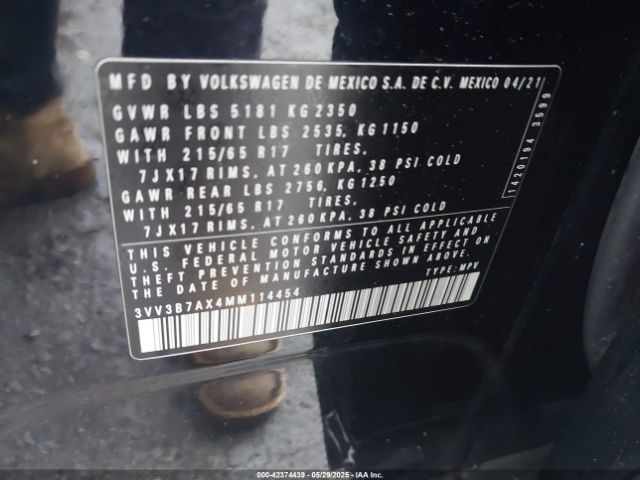 MFD BY VOLKSWAGEN DE MEXICO S.A. DE C.V. MEXICO 04/21
GVWR LBS 5181 KG 2350
GAWR FRONT LBS 2535, KG 1150
WITH 215/65 R17 TIRES,
7JX17 RIMS, AT 260 KPA, 38 PSI COLD
GAWR REAR LBS 2756, KG 1250
WITH 215/65 R17 TIRES,
7JX17 RIMS, AT 260 KPA, 38 PSI COLD
THIS VEHICLE CONFORMS TO ALL APPLICABLE
U.S. FEDERAL MOTOR VEHICLE SAFETY AND
THEFT PREVENTION STANDARDS IN EFFECT ON
THE DATE OF MANUFACTURE SHOWN ABOVE.
TYPE: MPV
3VV3B7AX4MM114454
1420194 3599
000-42374439 - 05/29/2025 - IAA Inc.